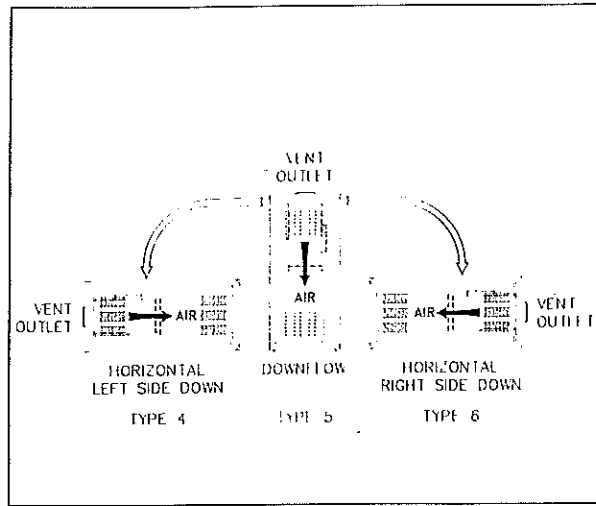 VENT
OUTLET
AIR
VENT
OUTLET
AIR
AIR
VENT
OUTLET
HORIZONTAL
LEFT SIDE DOWN
DOWNFLOW
HORIZONTAL
RIGHT SIDE DOWN
TYPE 4
TYPE 5
TYPE 6